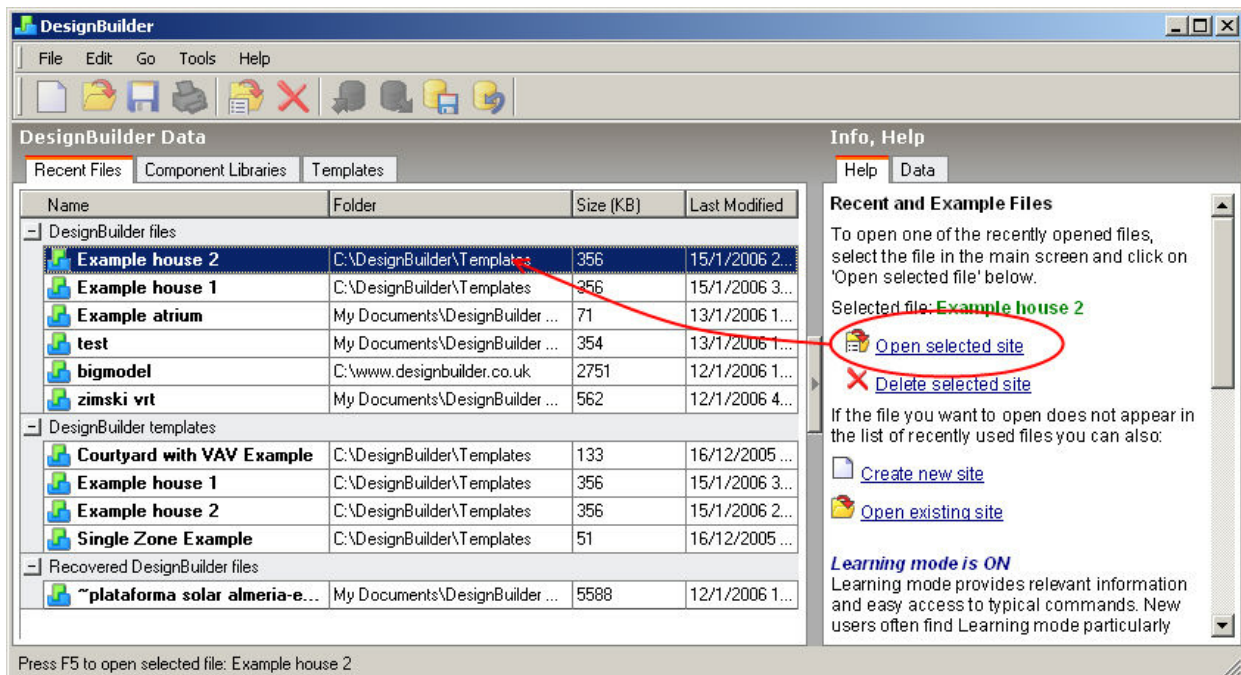 DesignBuilder
File Edit Go Tools Help
DesignBuilder Data
Recent Files Component Libraries Templates
Name Folder Size (KB) Last Modified
DesignBuilder files
Example house 2 C:\DesignBuilder\Templates 356 15/1/2006 2...
Example house 1 C:\DesignBuilder\Templates 356 15/1/2006 3...
Example atrium My Documents\DesignBuilder ... 71 13/1/2006 1...
test My Documents\DesignBuilder ... 354 13/1/2006 1...
bigmodel C:\www.designbuilder.co.uk 2751 12/1/2006 1...
zimski vrt My Documents\DesignBuilder ... 562 12/1/2006 4...
DesignBuilder templates
Courtyard with VAV Example C:\DesignBuilder\Templates 133 16/12/2005 ...
Example house 1 C:\DesignBuilder\Templates 356 15/1/2006 3...
Example house 2 C:\DesignBuilder\Templates 356 15/1/2006 2...
Single Zone Example C:\DesignBuilder\Templates 51 16/12/2005 ...
Recovered DesignBuilder files
~plataforma solar almeria-e... My Documents\DesignBuilder ... 5588 12/1/2006 1...
Info, Help
Help Data
Recent and Example Files
To open one of the recently opened files,
select the file in the main screen and click on
'Open selected file' below.
Selected file: Example house 2
Open selected site
Delete selected site
If the file you want to open does not appear in
the list of recently used files you can also:
Create new site
Open existing site
Learning mode is ON
Learning mode provides relevant information
and easy access to typical commands. New
users often find Learning mode particularly
Press F5 to open selected file: Example house 2